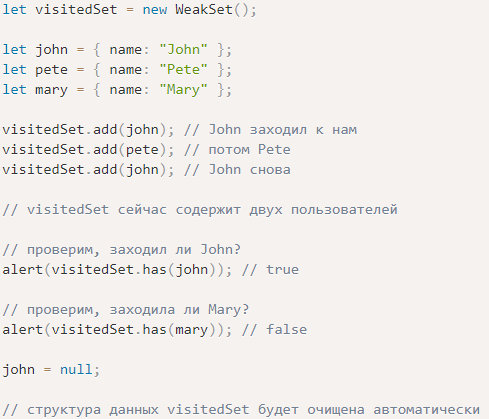 let visitedSet = new WeakSet();
let john = { name: "John" };
let pete = { name: "Pete" };
let mary = { name: "Mary" };
visitedSet.add(john); // John заходил к нам
visitedSet.add(pete); // потом Pete
visitedSet.add(john); // John снова
// visitedSet сейчас содержит двух пользователей
// проверим, заходил ли John?
alert(visitedSet.has(john)); // true
// проверим, заходила ли Mary?
alert(visitedSet.has(mary)); // false
john = null;
// структура данных visitedSet будет очищена автоматически